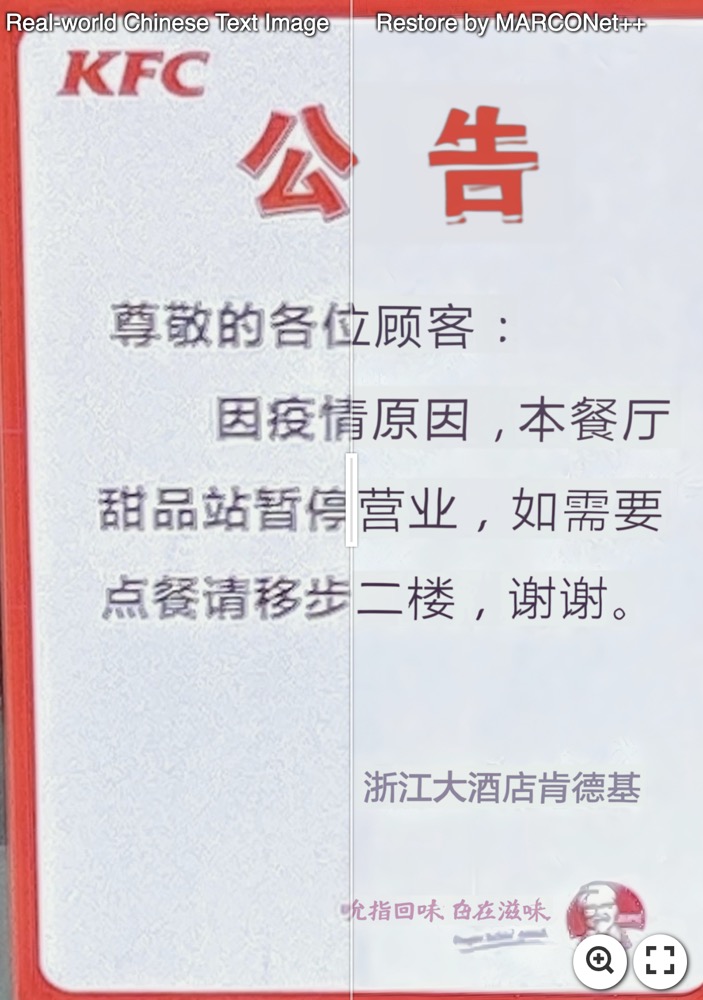 Real-world Chinese Text Image
Restore by MARCONet++
KFC
公告
尊敬的各位顾客：
因疫情原因，本餐厅
甜品站暂停营业，如需要
点餐请移步二楼，谢谢。
浙江大酒店肯德基
吮指回味 自在滋味